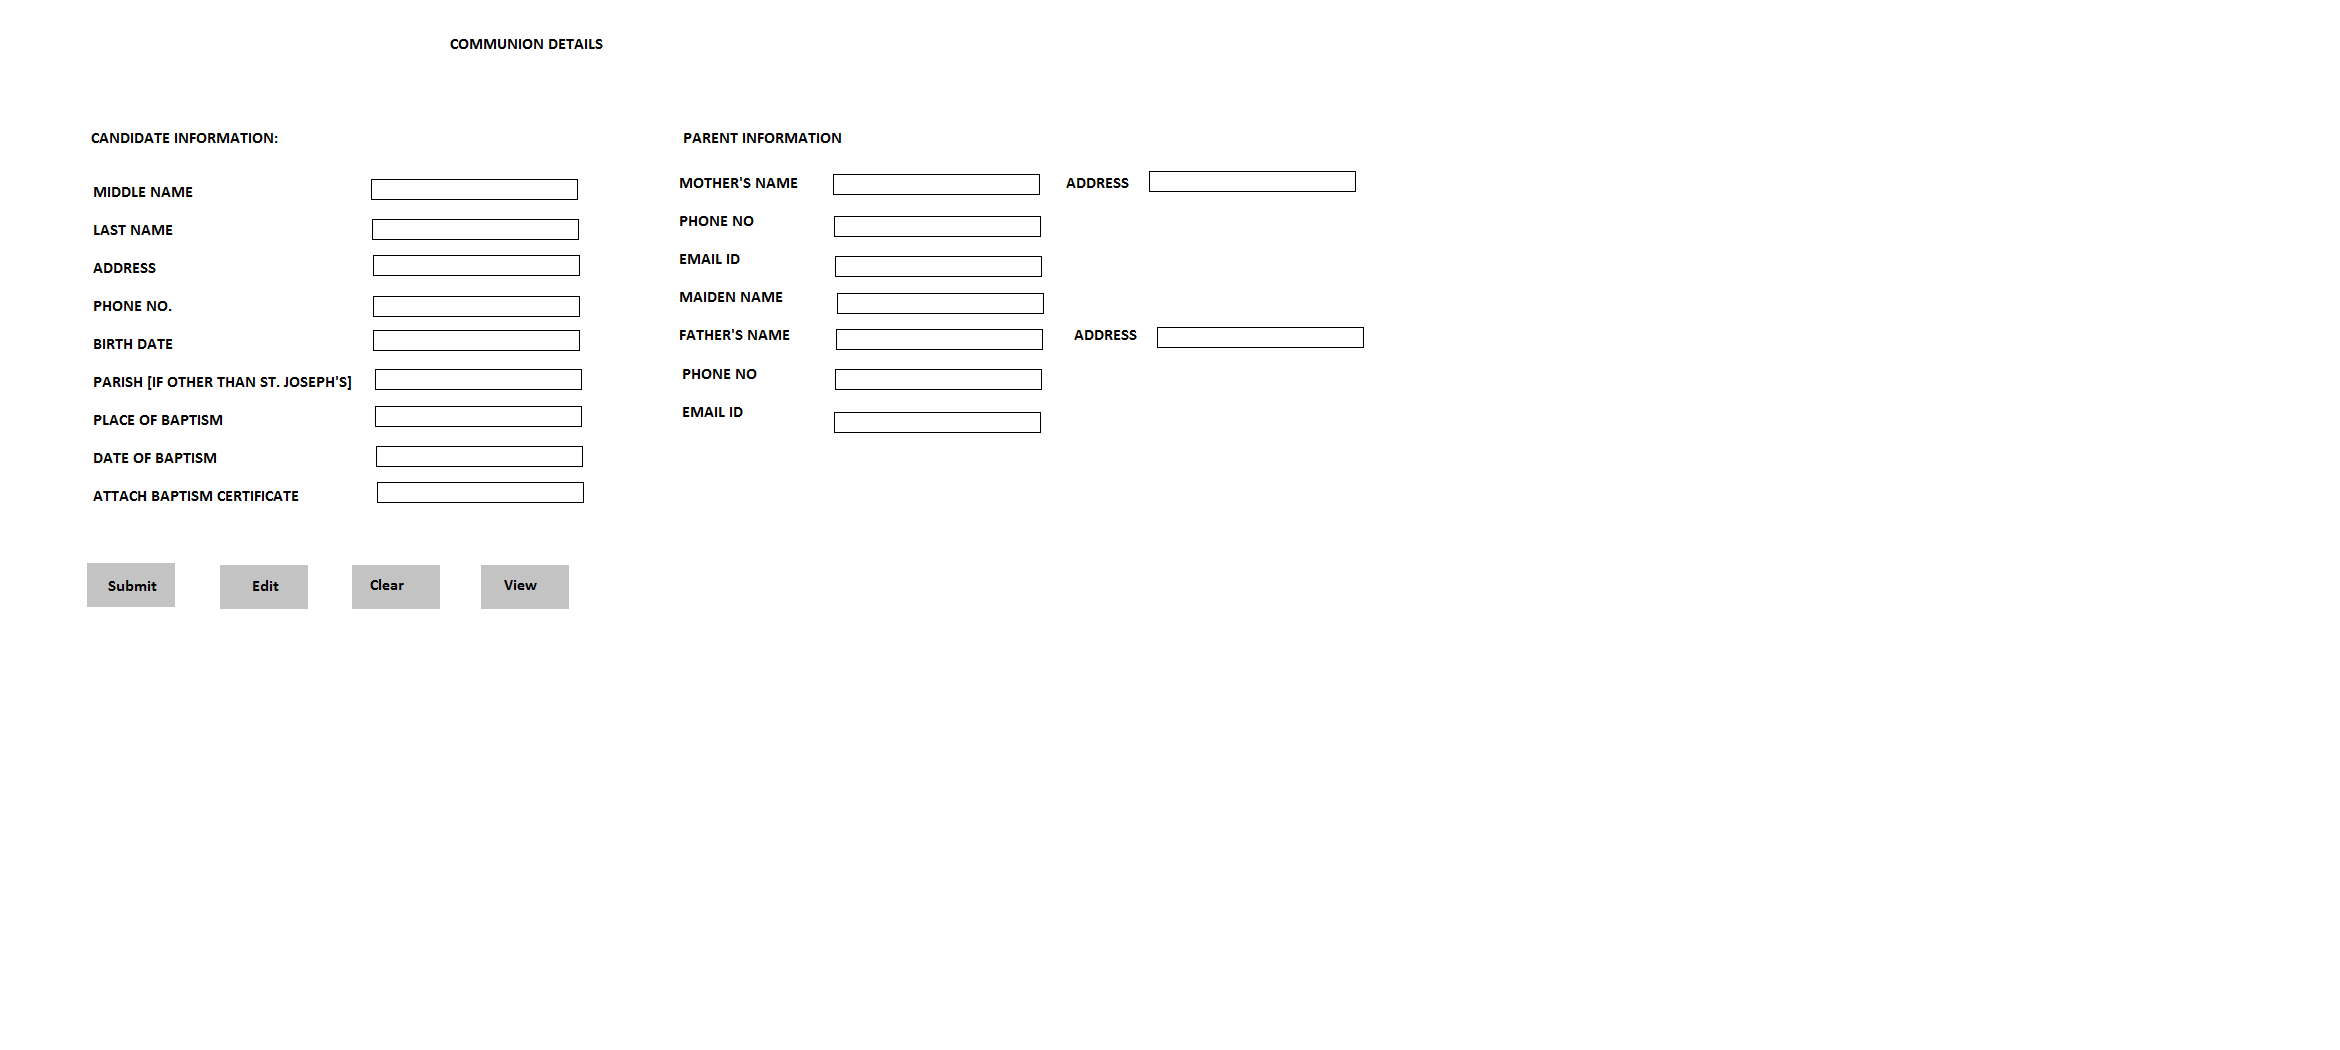 COMMUNION DETAILS
CANDIDATE INFORMATION:
MIDDLE NAME
LAST NAME
ADDRESS
PHONE NO.
BIRTH DATE
PARISH [IF OTHER THAN ST. JOSEPH'S]
PLACE OF BAPTISM
DATE OF BAPTISM
ATTACH BAPTISM CERTIFICATE
PARENT INFORMATION
MOTHER'S NAME
ADDRESS
PHONE NO
EMAIL ID
MAIDEN NAME
FATHER'S NAME
ADDRESS
PHONE NO
EMAIL ID
Submit
Edit
Clear
View